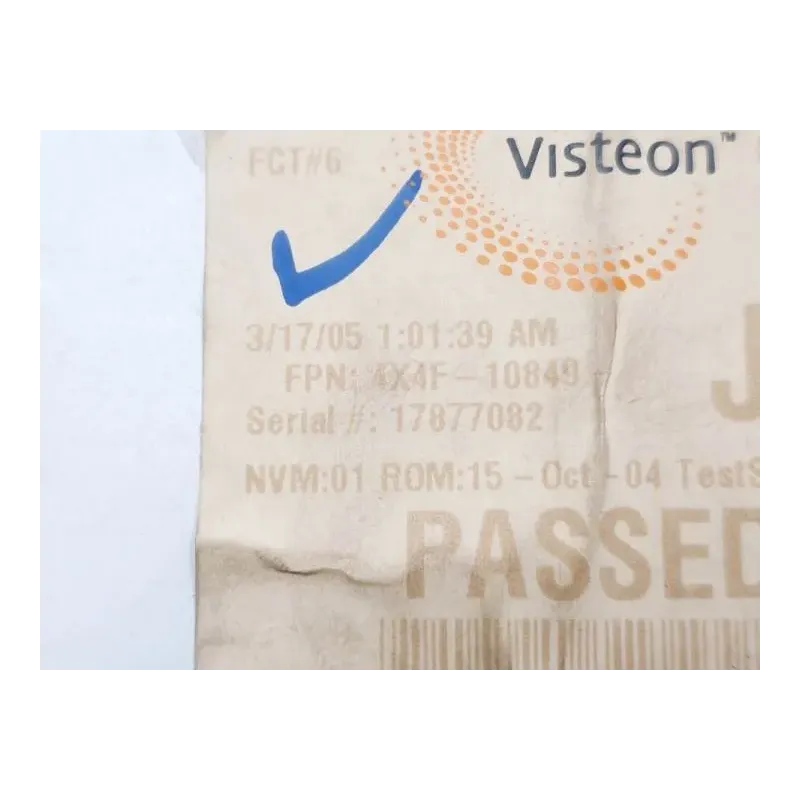 Visteon™
FCT#6
3/17/05 1:01:39 AM
FPN: 4X4F-10849-
Serial #: 17877082
J
NVM:01 ROM:15-Oct-04 TestS
PASSED